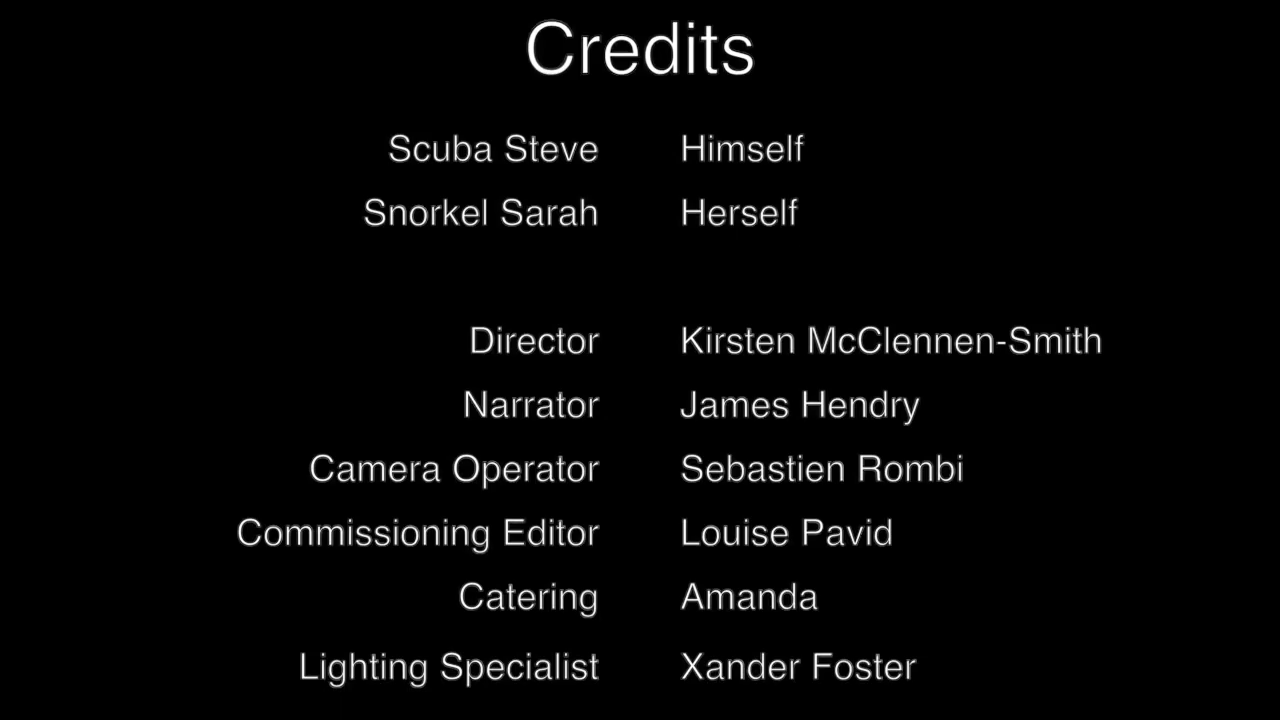 Credits
Scuba Steve Himself
Snorkel Sarah Herself
Director Kirsten McClennen-Smith
Narrator James Hendry
Camera Operator Sebastien Rombi
Commissioning Editor Louise Pavid
Catering Amanda
Lighting Specialist Xander Foster